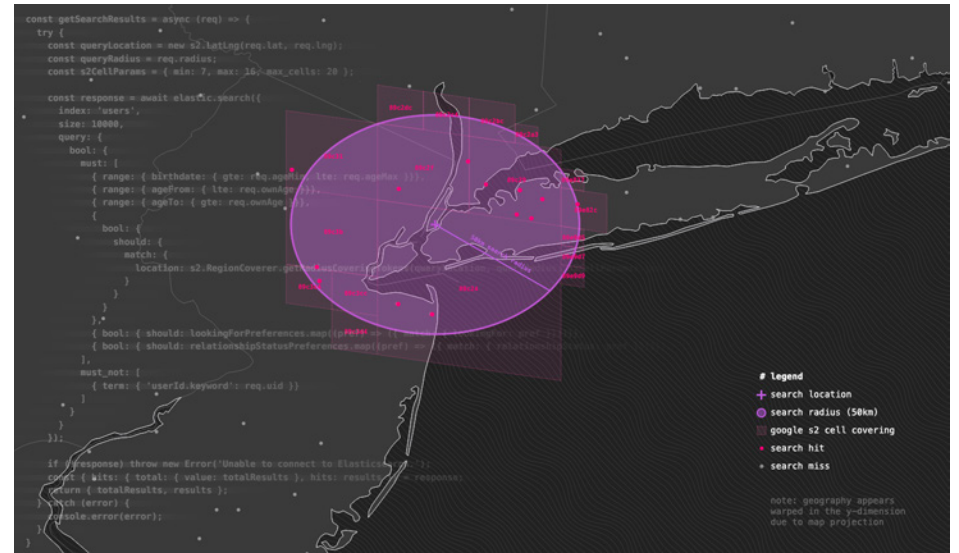 const getSearchResults = async (req) => {
try {
const queryLocation = new s2.latLng(req.lat, req.lng);
const queryRadius = req.radius;
const s2CellParams = { min: 7, max: 16, max_cells: 20 };
const response = await elastic.search({
index: 'users',
size: 10000,
query: {
bool: {
must: [
{ range: { birthdate: { gte: req.ageMin, lte: req.ageMax }}},
{ range: { ageFrom: { lte: req.ownAge }}},
{ range: { ageTo: { gte: req.ownAge }}},
{
bool: {
should: {
match: {
location: s2.RegionCoverer.
}
}
}
},
{ bool: { should: lookingForPreferences.map((pref) => ({ match: {
{ bool: { should: relationshipStatusPreferences.map((pref) => ({ match: {
],
must_not: [
{ term: { 'userId.keyword': req.uid }}
]
}
}
});
if (!response) throw new Error('Unable to connect to
const { hits: { total: { value: totalResults }, hits: results = response;
return { totalResults, results };
} catch (error) {
console.error(error);
}
}
50km search radius
# legend
search location
search radius (50km)
google s2 cell covering
search hit
search miss
note: geography appears
warped in the y-dimension
due to map projection